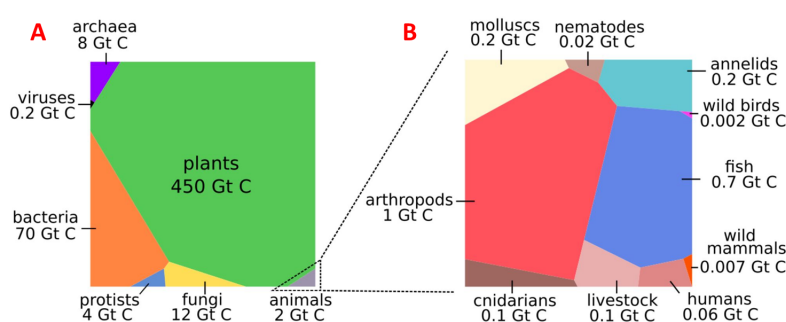 A
archaea
8 Gt C
viruses
0.2 Gt C
plants
450 Gt C
bacteria
70 Gt C
protists
4 Gt C
fungi
12 Gt C
animals
2 Gt C
B
molluscs
0.2 Gt C
nematodes
0.02 Gt C
annelids
0.2 Gt C
wild birds
0.002 Gt C
fish
0.7 Gt C
arthropods
1 Gt C
wild
mammals
0.007 Gt C
cnidarians
0.1 Gt C
livestock
0.1 Gt C
humans
0.06 Gt C